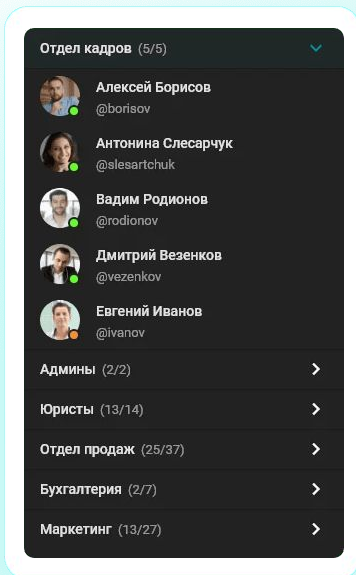 Отдел кадров (5/5)
Алексей Борисов
@borisov
Антонина Слесарчук
@slesartchuk
Вадим Родионов
@rodionov
Дмитрий Везенков
@vezenkov
Евгений Иванов
@ivanov
Админы (2/2)
Юристы (13/14)
Отдел продаж (25/37)
Бухгалтерия (2/7)
Маркетинг (13/27)